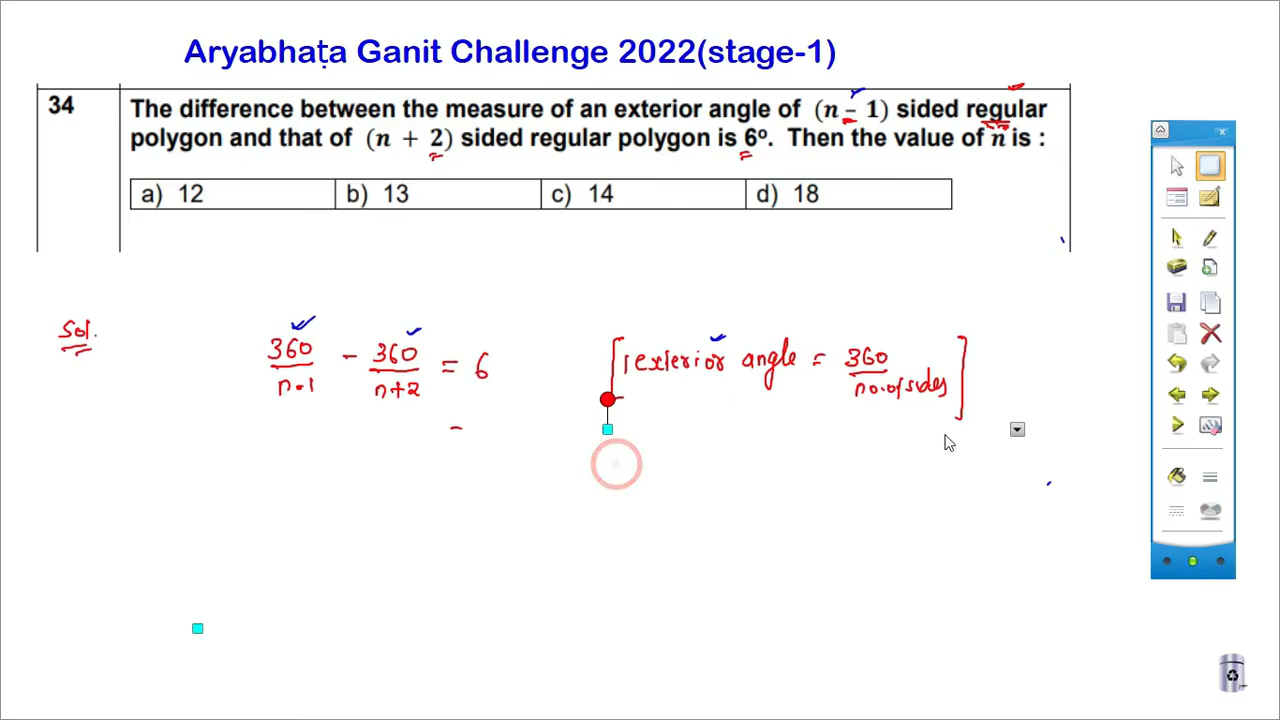 Aryabhaṭa Ganit Challenge 2022(stage-1)
34
The difference between the measure of an exterior angle of (n − 1) sided regular
polygon and that of (n + 2) sided regular polygon is 6°. Then the value of n is :
a) 12 b) 13 c) 14 d) 18
Sol.
360/n-1 - 360/n+2 = 6 [1 exterior angle = 360/no.of sides]
=